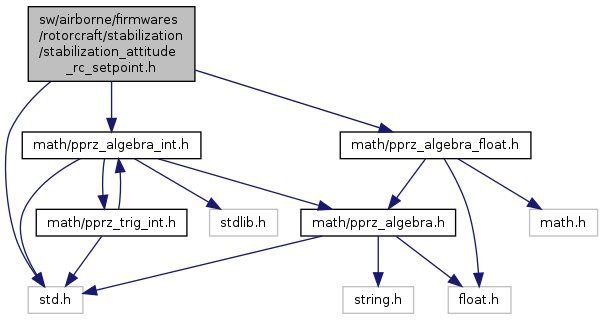 sw/airborne/firmwares
/rotorcraft/stabilization
/stabilization_attitude
_rc_setpoint.h
math/pprz_algebra_int.h
math/pprz_algebra_float.h
math/pprz_trig_int.h
stdlib.h
math/pprz_algebra.h
math.h
std.h
string.h
float.h